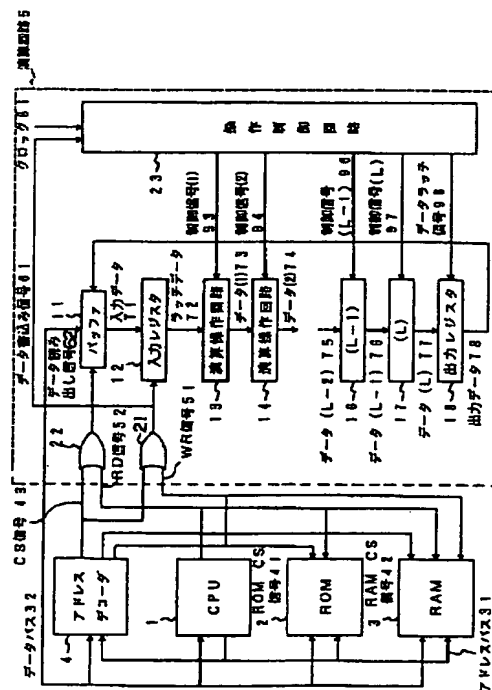 演算回路5
クロック81
操作制御回路
23
データ書込み信号61
データ読み
出し信号62
11
バッファ
入力データ
71
12
入力レジスタ
ラッチデータ
72
制御信号(1)
93
演算操作回路
13
データ(1)73
制御信号(2)
94
演算操作回路
14
データ(2)74
データ(L-2)75
制御信号
(L-1)96
(L-1)
16
データ(L-1)76
制御信号(L)
97
(L)
17
データ(L)77
データラッチ
信号98
出力レジスタ
18
出力データ78
CS信号43
22
RD信号52
21
WR信号51
データバス32
アドレス
デコーダ
4
CPU
1
ROM CS
信号41
2
ROM
RAM CS
信号42
3
RAM
アドレスバス31